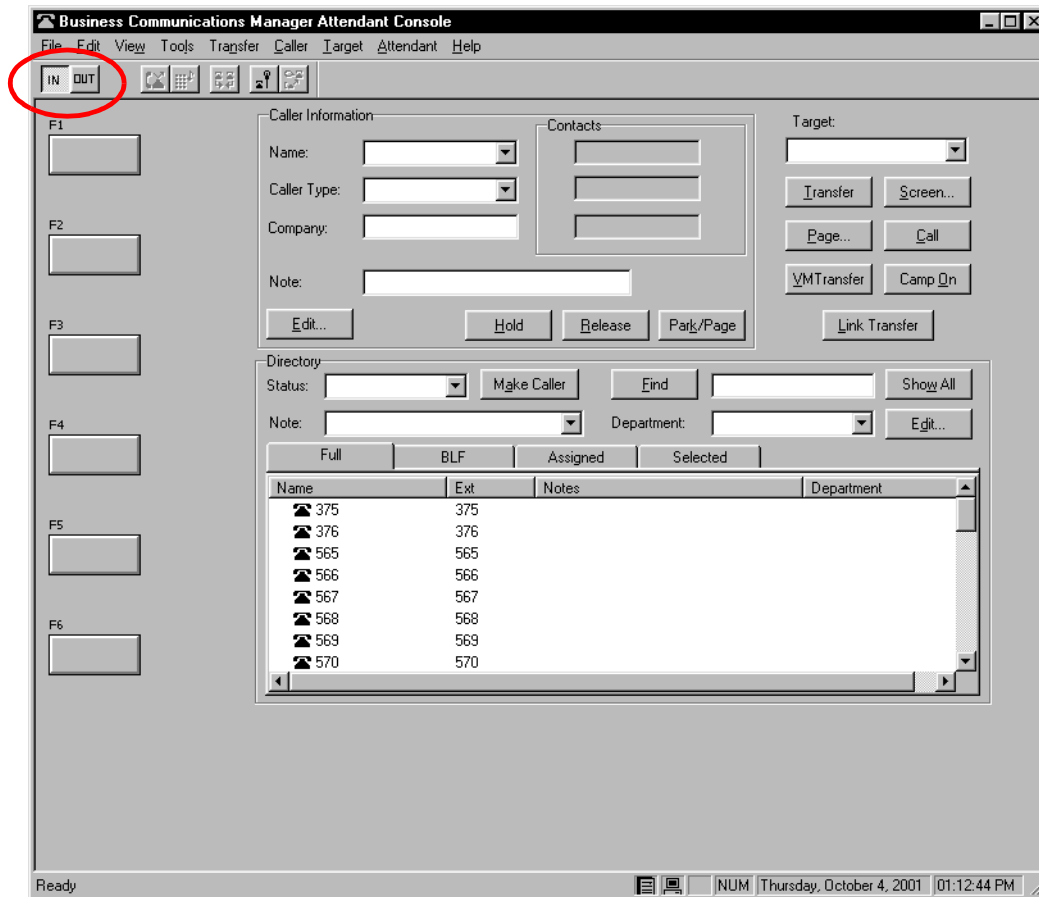 Business Communications Manager Attendant Console
File Edit View Tools Transfer Caller Target Attendant Help
IN OUT
F1
F2
F3
F4
F5
F6
Caller Information
Name:
Caller Type:
Company:
Note:
Contacts
Edit... Hold Release Park/Page
Target:
Transfer Screen...
Page... Call
VMTransfer Camp On
Link Transfer
Directory
Status: Make Caller Find Show All
Note: Department: Edit...
Full BLF Assigned Selected
Name Ext Notes Department
375 375
376 376
565 565
566 566
567 567
568 568
569 569
570 570
Ready NUM Thursday, October 4, 2001 01:12:44 PM